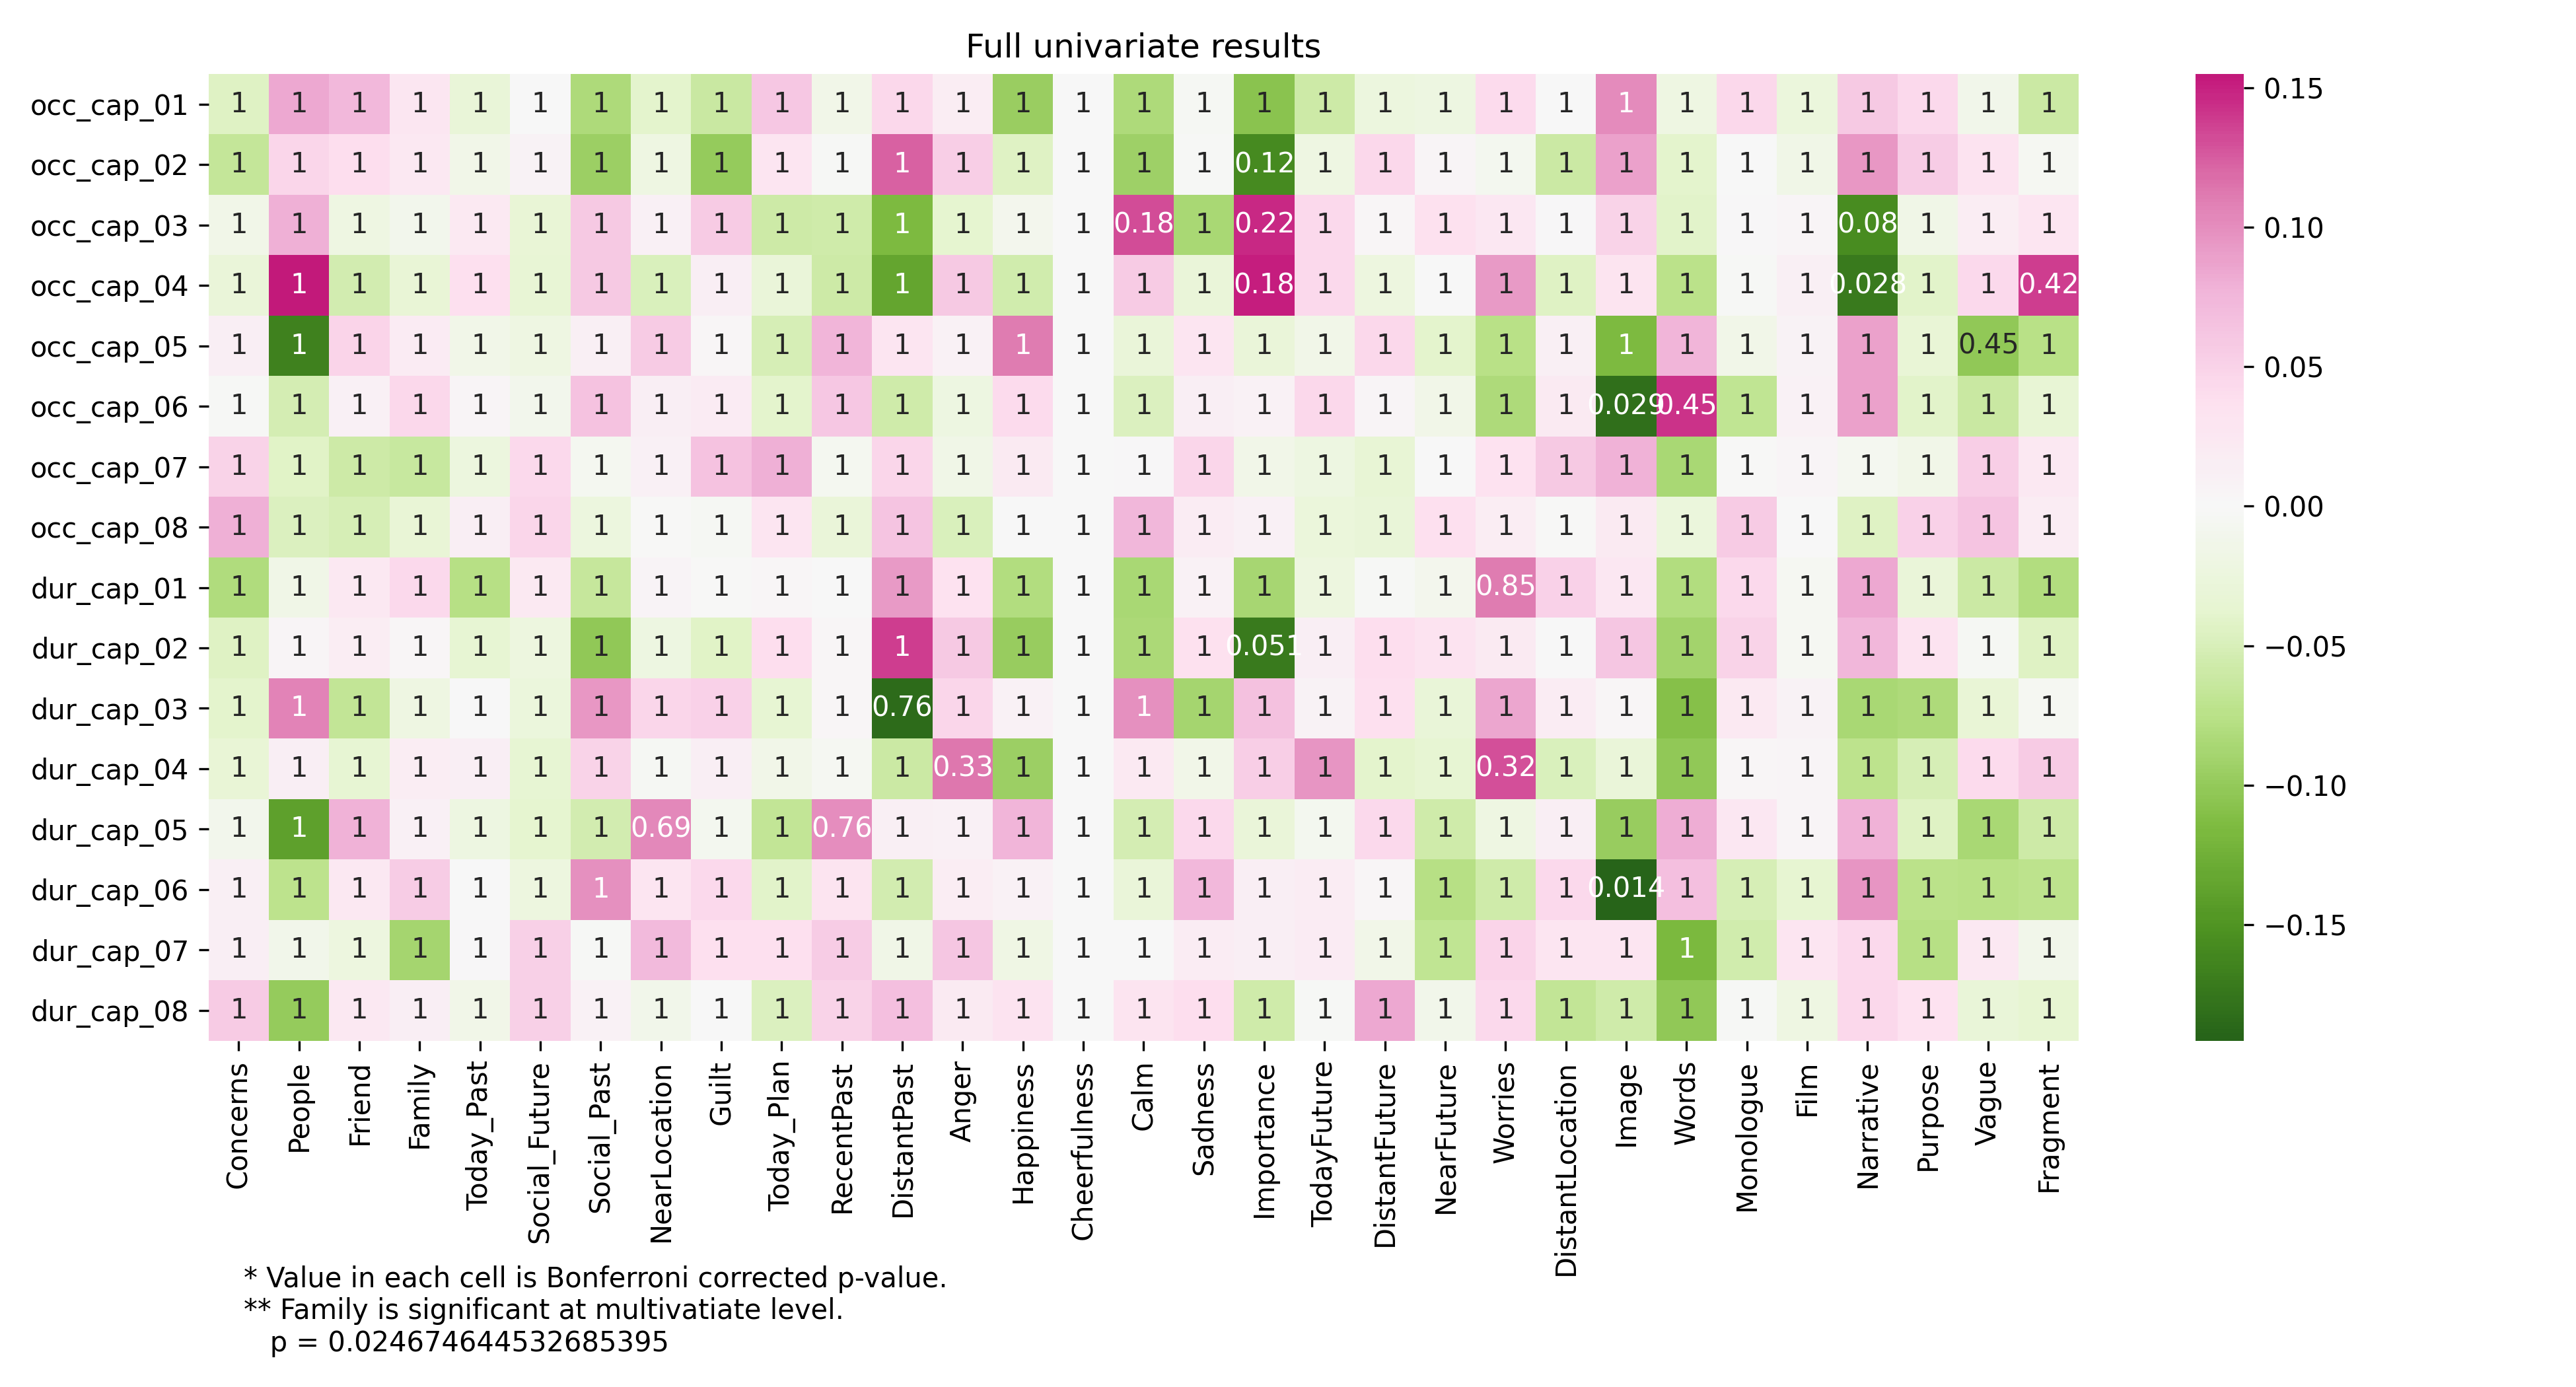 Full univariate results
occ_cap_01 1 1 1 1 1 1 1 1 1 1 1 1 1 1 1 1 1 1 1 1 1 1 1 1 1 1 1 1 1 1 1
occ_cap_02 1 1 1 1 1 1 1 1 1 1 1 1 1 1 1 1 1 0.12 1 1 1 1 1 1 1 1 1 1 1 1 1
occ_cap_03 1 1 1 1 1 1 1 1 1 1 1 1 1 1 1 0.18 1 0.22 1 1 1 1 1 1 1 1 1 0.08 1 1 1
occ_cap_04 1 1 1 1 1 1 1 1 1 1 1 1 1 1 1 1 1 0.18 1 1 1 1 1 1 1 1 1 0.028 1 1 0.42
occ_cap_05 1 1 1 1 1 1 1 1 1 1 1 1 1 1 1 1 1 1 1 1 1 1 1 1 1 1 1 1 1 0.45 1
occ_cap_06 1 1 1 1 1 1 1 1 1 1 1 1 1 1 1 1 1 1 1 1 1 1 1 0.029 0.45 1 1 1 1 1 1
occ_cap_07 1 1 1 1 1 1 1 1 1 1 1 1 1 1 1 1 1 1 1 1 1 1 1 1 1 1 1 1 1 1 1
occ_cap_08 1 1 1 1 1 1 1 1 1 1 1 1 1 1 1 1 1 1 1 1 1 1 1 1 1 1 1 1 1 1 1
dur_cap_01 1 1 1 1 1 1 1 1 1 1 1 1 1 1 1 1 1 1 1 1 1 0.85 1 1 1 1 1 1 1 1 1
dur_cap_02 1 1 1 1 1 1 1 1 1 1 1 1 1 1 1 1 1 0.051 1 1 1 1 1 1 1 1 1 1 1 1 1
dur_cap_03 1 1 1 1 1 1 1 1 1 1 1 0.76 1 1 1 1 1 1 1 1 1 1 1 1 1 1 1 1 1 1 1
dur_cap_04 1 1 1 1 1 1 1 1 1 1 1 1 0.33 1 1 1 1 1 1 1 1 0.32 1 1 1 1 1 1 1 1 1
dur_cap_05 1 1 1 1 1 1 1 0.69 1 1 0.76 1 1 1 1 1 1 1 1 1 1 1 1 1 1 1 1 1 1 1 1
dur_cap_06 1 1 1 1 1 1 1 1 1 1 1 1 1 1 1 1 1 1 1 1 1 1 1 0.014 1 1 1 1 1 1 1
dur_cap_07 1 1 1 1 1 1 1 1 1 1 1 1 1 1 1 1 1 1 1 1 1 1 1 1 1 1 1 1 1 1 1
dur_cap_08 1 1 1 1 1 1 1 1 1 1 1 1 1 1 1 1 1 1 1 1 1 1 1 1 1 1 1 1 1 1 1
Concerns
People
Friend
Family
Today_Past
Social_Future
Social_Past
NearLocation
Guilt
Today_Plan
RecentPast
DistantPast
Anger
Happiness
Cheerfulness
Calm
Sadness
Importance
TodayFuture
DistantFuture
NearFuture
Worries
DistantLocation
Image
Words
Monologue
Film
Narrative
Purpose
Vague
Fragment
0.15
0.10
0.05
0.00
−0.05
−0.10
−0.15
* Value in each cell is Bonferroni corrected p-value.
** Family is significant at multivatiate level.
p = 0.024674644532685395